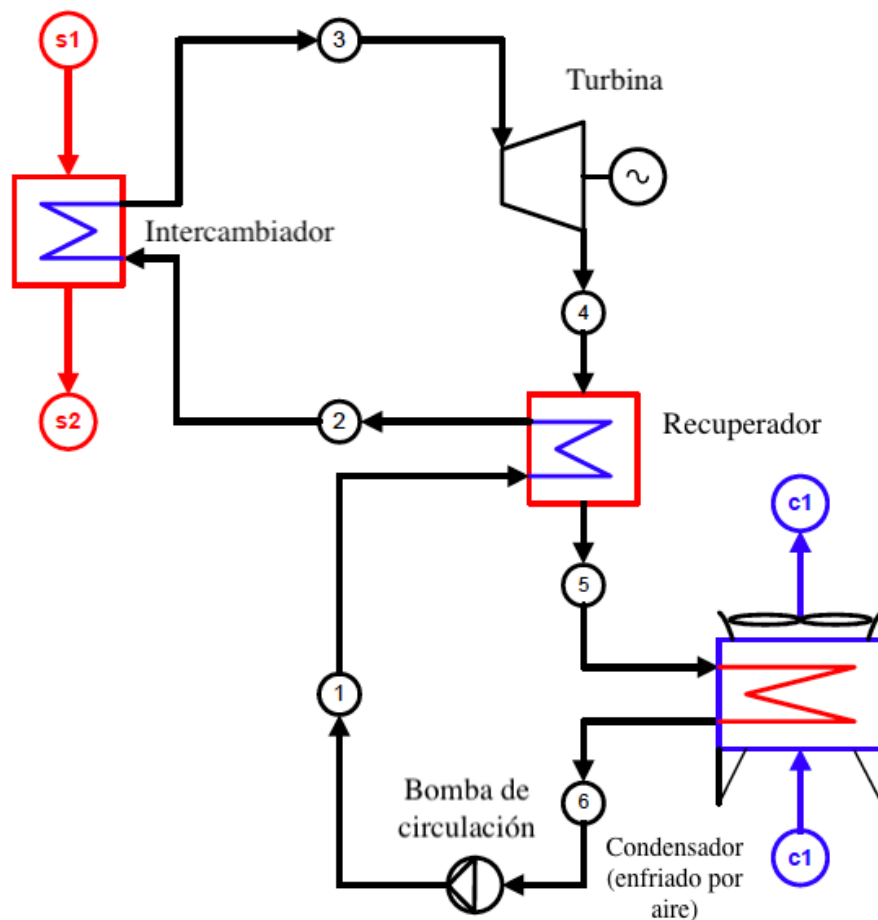 s1
3
Turbina
~
Intercambiador
4
s2
2
Recuperador
c1
5
1
Bomba de
circulación
6
Condensador
(enfriado por
aire)
c1